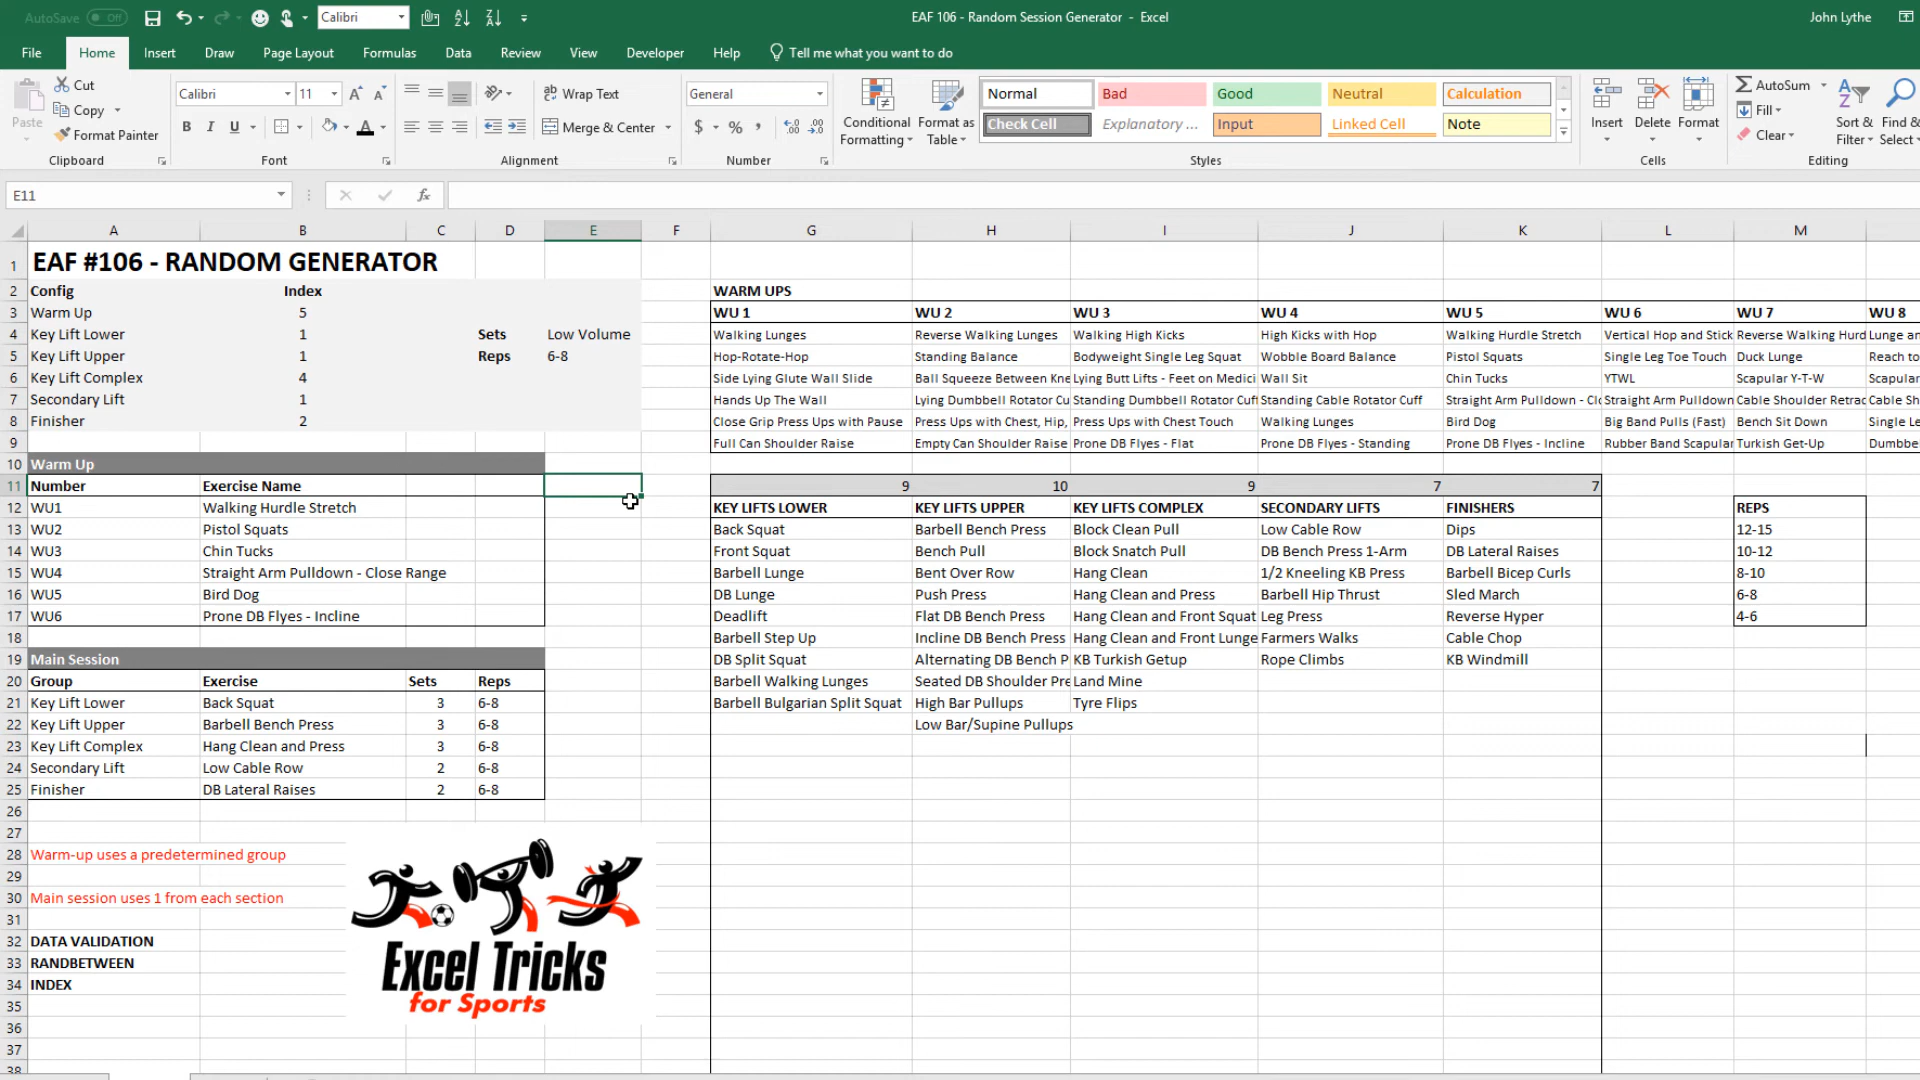 AutoSave Off Calibri EAF 106 - Random Session Generator - Excel John Lythe
File Home Insert Draw Page Layout Formulas Data Review View Developer Help Tell me what you want to do
Paste Cut Copy Format Painter Clipboard
Calibri 11 B I U A Font
Wrap Text Merge & Center Alignment
General $ % , Number
Conditional Formatting Format as Table
Normal Bad Good Neutral Calculation
Check Cell Explanatory ... Input Linked Cell Note
Styles
Insert Delete Format Cells
AutoSum Fill Clear Sort & Filter Find & Select Editing
E11 fx
A B C D E F G H I J K L M
1 EAF #106 - RANDOM GENERATOR
2 Config Index WARM UPS
3 Warm Up 5 WU 1 WU 2 WU 3 WU 4 WU 5 WU 6 WU 7 WU 8
4 Key Lift Lower 1 Sets Low Volume Walking Lunges Reverse Walking Lunges Walking High Kicks High Kicks with Hop Walking Hurdle Stretch Vertical Hop and Stick Reverse Walking Hurd Lunge an
5 Key Lift Upper 1 Reps 6-8 Hop-Rotate-Hop Standing Balance Bodyweight Single Leg Squat Wobble Board Balance Pistol Squats Single Leg Toe Touch Duck Lunge Reach to
6 Key Lift Complex 4 Side Lying Glute Wall Slide Ball Squeeze Between Kne Lying Butt Lifts - Feet on Medici Wall Sit Chin Tucks YTWL Scapular Y-T-W Scapular
7 Secondary Lift 1 Hands Up The Wall Lying Dumbbell Rotator Cu Standing Dumbbell Rotator Cuff Standing Cable Rotator Cuff Straight Arm Pulldown - Clo Straight Arm Pulldown Cable Shoulder Retrac Cable Sh
8 Finisher 2 Close Grip Press Ups with Pause Press Ups with Chest, Hip, Press Ups with Chest Touch Walking Lunges Bird Dog Big Band Pulls (Fast) Bench Sit Down Single L
9 Full Can Shoulder Raise Empty Can Shoulder Raise Prone DB Flyes - Flat Prone DB Flyes - Standing Prone DB Flyes - Incline Rubber Band Scapular Turkish Get-Up Dumbbe
10 Warm Up
11 Number Exercise Name 9 10 9 7 7
12 WU1 Walking Hurdle Stretch KEY LIFTS LOWER KEY LIFTS UPPER KEY LIFTS COMPLEX SECONDARY LIFTS FINISHERS REPS
13 WU2 Pistol Squats Back Squat Barbell Bench Press Block Clean Pull Low Cable Row Dips 12-15
14 WU3 Chin Tucks Front Squat Bench Pull Block Snatch Pull DB Bench Press 1-Arm DB Lateral Raises 10-12
15 WU4 Straight Arm Pulldown - Close Range Barbell Lunge Bent Over Row Hang Clean 1/2 Kneeling KB Press Barbell Bicep Curls 8-10
16 WU5 Bird Dog DB Lunge Push Press Hang Clean and Press Barbell Hip Thrust Sled March 6-8
17 WU6 Prone DB Flyes - Incline Deadlift Flat DB Bench Press Hang Clean and Front Squat Leg Press Reverse Hyper 4-6
18 Barbell Step Up Incline DB Bench Press Hang Clean and Front Lunge Farmers Walks Cable Chop
19 Main Session DB Split Squat Alternating DB Bench P KB Turkish Getup Rope Climbs KB Windmill
20 Group Exercise Sets Reps Barbell Walking Lunges Seated DB Shoulder Pre Land Mine
21 Key Lift Lower Back Squat 3 6-8 Barbell Bulgarian Split Squat High Bar Pullups Tyre Flips
22 Key Lift Upper Barbell Bench Press 3 6-8 Low Bar/Supine Pullups
23 Key Lift Complex Hang Clean and Press 3 6-8
24 Secondary Lift Low Cable Row 2 6-8
25 Finisher DB Lateral Raises 2 6-8
26
27
28 Warm-up uses a predetermined group
29
30 Main session uses 1 from each section
31
32 DATA VALIDATION
33 RANDBETWEEN
34 INDEX
35
36
37
38
Excel Tricks
for Sports